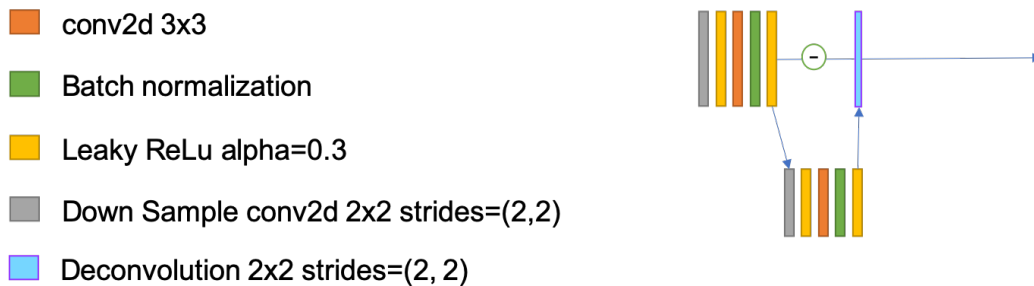 conv2d 3x3
Batch normalization
Leaky ReLu alpha=0.3
Down Sample conv2d 2x2 strides=(2,2)
Deconvolution 2x2 strides=(2, 2)
-